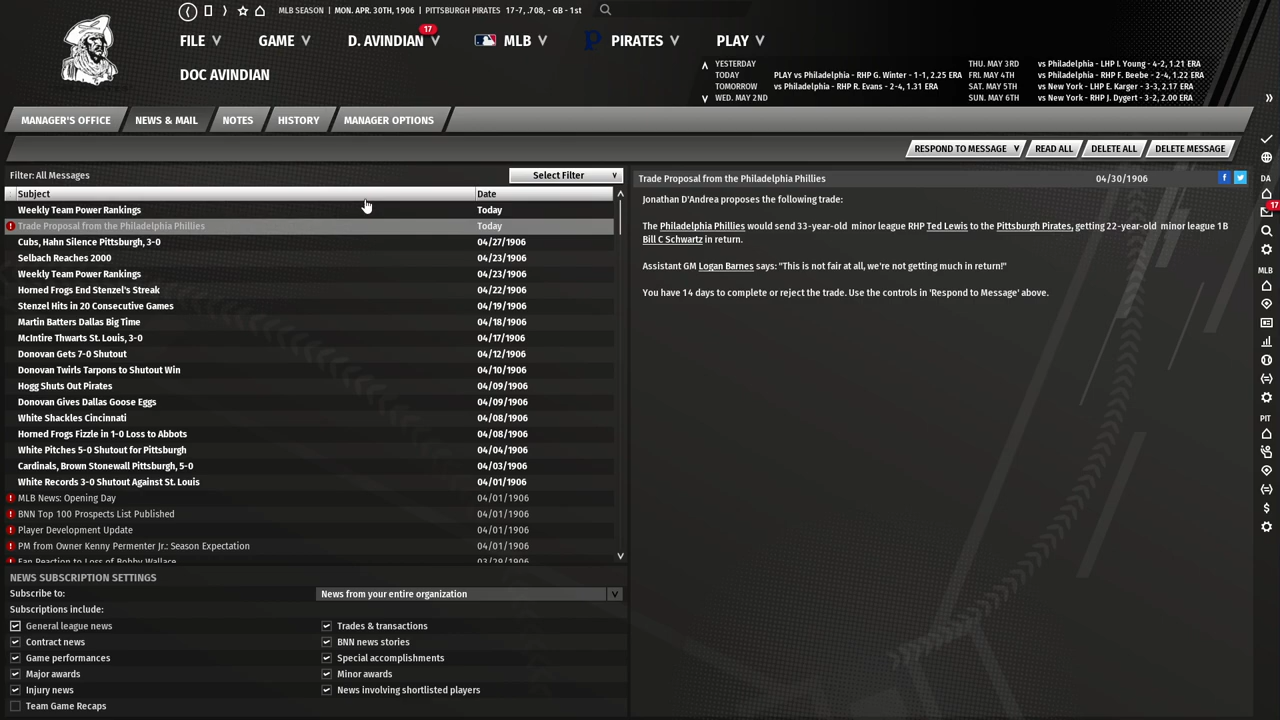 MLB SEASON | MON. APR. 30TH, 1906 | PITTSBURGH PIRATES 17-7, .708, - GB - 1st
FILE GAME D. AVINDIAN 17 MLB PIRATES PLAY
DOC AVINDIAN
YESTERDAY
TODAY PLAY vs Philadelphia - RHP G. Winter - 1-1, 2.25 ERA
TOMORROW vs Philadelphia - RHP R. Evans - 2-4, 1.31 ERA
WED. MAY 2ND
THU. MAY 3RD vs Philadelphia - LHP I. Young - 4-2, 1.21 ERA
FRI. MAY 4TH vs Philadelphia - RHP F. Beebe - 2-4, 1.22 ERA
SAT. MAY 5TH vs New York - LHP E. Karger - 3-3, 2.17 ERA
SUN. MAY 6TH vs New York - RHP J. Dygert - 3-2, 2.00 ERA
MANAGER'S OFFICE NEWS & MAIL NOTES HISTORY MANAGER OPTIONS
RESPOND TO MESSAGE READ ALL DELETE ALL DELETE MESSAGE
Filter: All Messages Select Filter
Subject Date
Weekly Team Power Rankings Today
Trade Proposal from the Philadelphia Phillies Today
Cubs, Hahn Silence Pittsburgh, 3-0 04/27/1906
Selbach Reaches 2000 04/23/1906
Weekly Team Power Rankings 04/23/1906
Horned Frogs End Stenzel's Streak 04/22/1906
Stenzel Hits in 20 Consecutive Games 04/19/1906
Martin Batters Dallas Big Time 04/18/1906
McIntire Thwarts St. Louis, 3-0 04/17/1906
Donovan Gets 7-0 Shutout 04/12/1906
Donovan Twirls Tarpons to Shutout Win 04/10/1906
Hogg Shuts Out Pirates 04/09/1906
Donovan Gives Dallas Goose Eggs 04/09/1906
White Shackles Cincinnati 04/08/1906
Horned Frogs Fizzle in 1-0 Loss to Abbots 04/08/1906
White Pitches 5-0 Shutout for Pittsburgh 04/04/1906
Cardinals, Brown Stonewall Pittsburgh, 5-0 04/03/1906
White Records 3-0 Shutout Against St. Louis 04/01/1906
MLB News: Opening Day 04/01/1906
BNN Top 100 Prospects List Published 04/01/1906
Player Development Update 04/01/1906
PM from Owner Kenny Permenter Jr.: Season Expectation 04/01/1906
Fan Reaction to Loss of Bobby Wallace 03/29/1906
Trade Proposal from the Philadelphia Phillies 04/30/1906
Jonathan D'Andrea proposes the following trade:
The Philadelphia Phillies would send 33-year-old minor league RHP Ted Lewis to the Pittsburgh Pirates, getting 22-year-old minor league 1B
Bill C Schwartz in return.
Assistant GM Logan Barnes says: "This is not fair at all, we're not getting much in return!"
You have 14 days to complete or reject the trade. Use the controls in 'Respond to Message' above.
NEWS SUBSCRIPTION SETTINGS
Subscribe to: News from your entire organization
Subscriptions include:
General league news Trades & transactions
Contract news BNN news stories
Game performances Special accomplishments
Major awards Minor awards
Injury news News involving shortlisted players
Team Game Recaps
DA
17
MLB
PIT